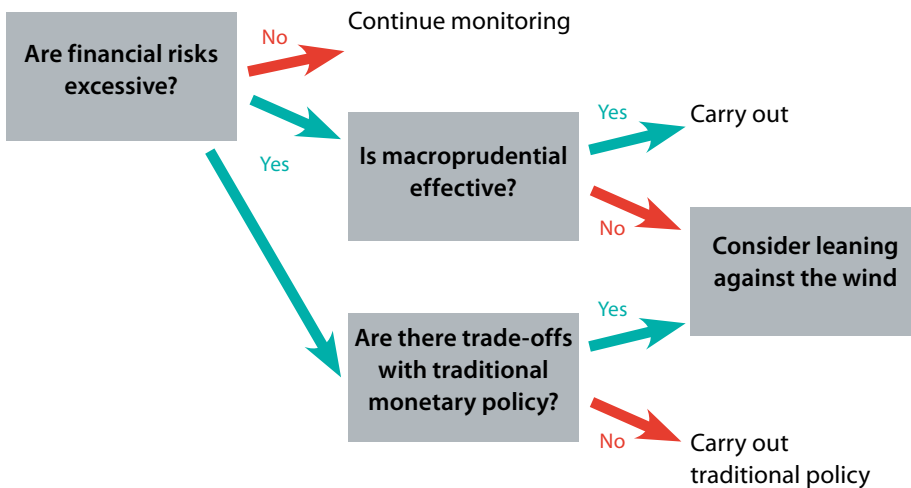 Are financial risks
excessive?
No
Continue monitoring
Yes
Is macroprudential
effective?
Yes
Carry out
No
Consider leaning
against the wind
Are there trade-offs
with traditional
monetary policy?
Yes
No
Carry out
traditional policy